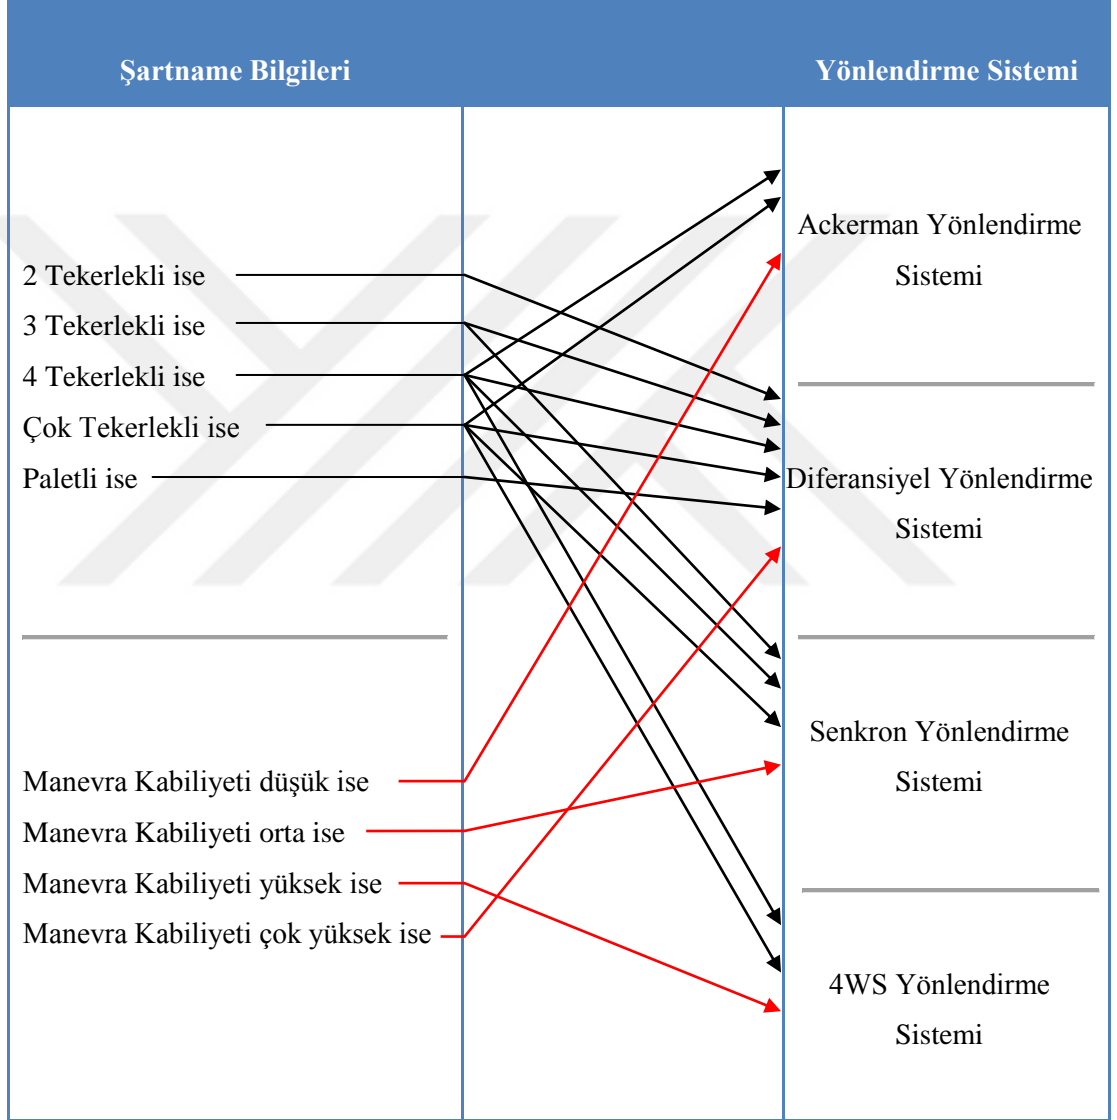 Şartname Bilgileri
Yönlendirme Sistemi
2 Tekerlekli ise
3 Tekerlekli ise
4 Tekerlekli ise
Çok Tekerlekli ise
Paletli ise
Manevra Kabiliyeti düşük ise
Manevra Kabiliyeti orta ise
Manevra Kabiliyeti yüksek ise
Manevra Kabiliyeti çok yüksek ise
Ackerman Yönlendirme
Sistemi
Diferansiyel Yönlendirme
Sistemi
Senkron Yönlendirme
Sistemi
4WS Yönlendirme
Sistemi